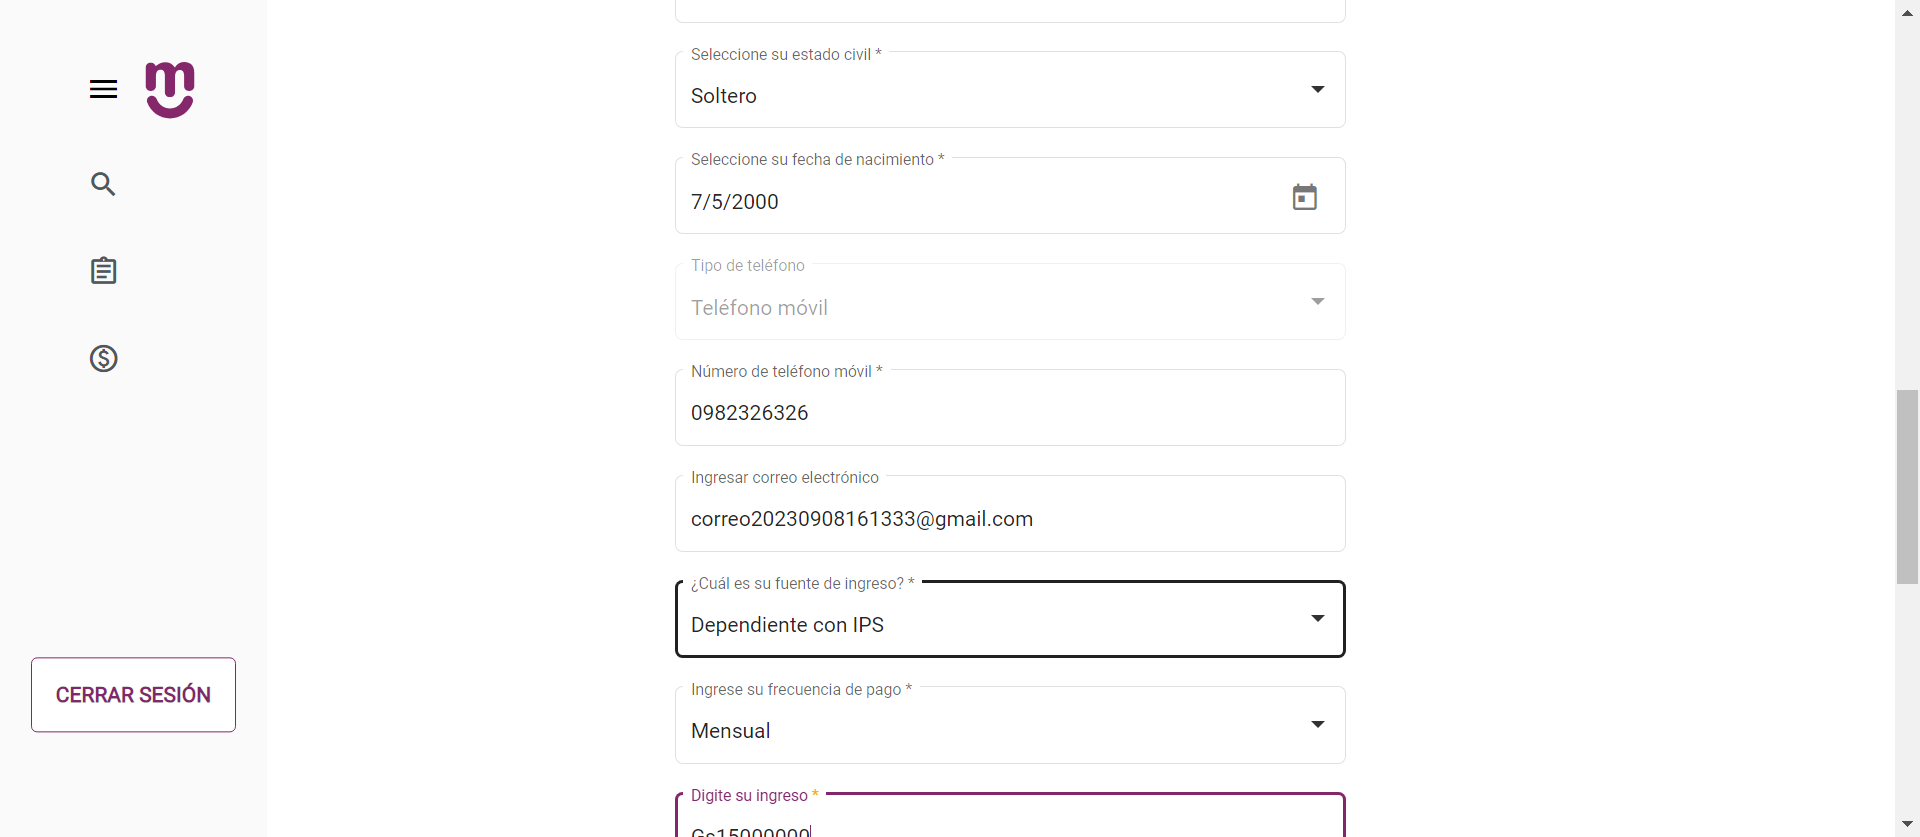 Seleccione su estado civil *
Soltero
Seleccione su fecha de nacimiento *
7/5/2000
Tipo de teléfono
Teléfono móvil
Número de teléfono móvil *
0982326326
Ingresar correo electrónico
correo20230908161333@gmail.com
¿Cuál es su fuente de ingreso? *
Dependiente con IPS
Ingrese su frecuencia de pago *
Mensual
Digite su ingreso *
Gs15000000
CERRAR SESIÓN